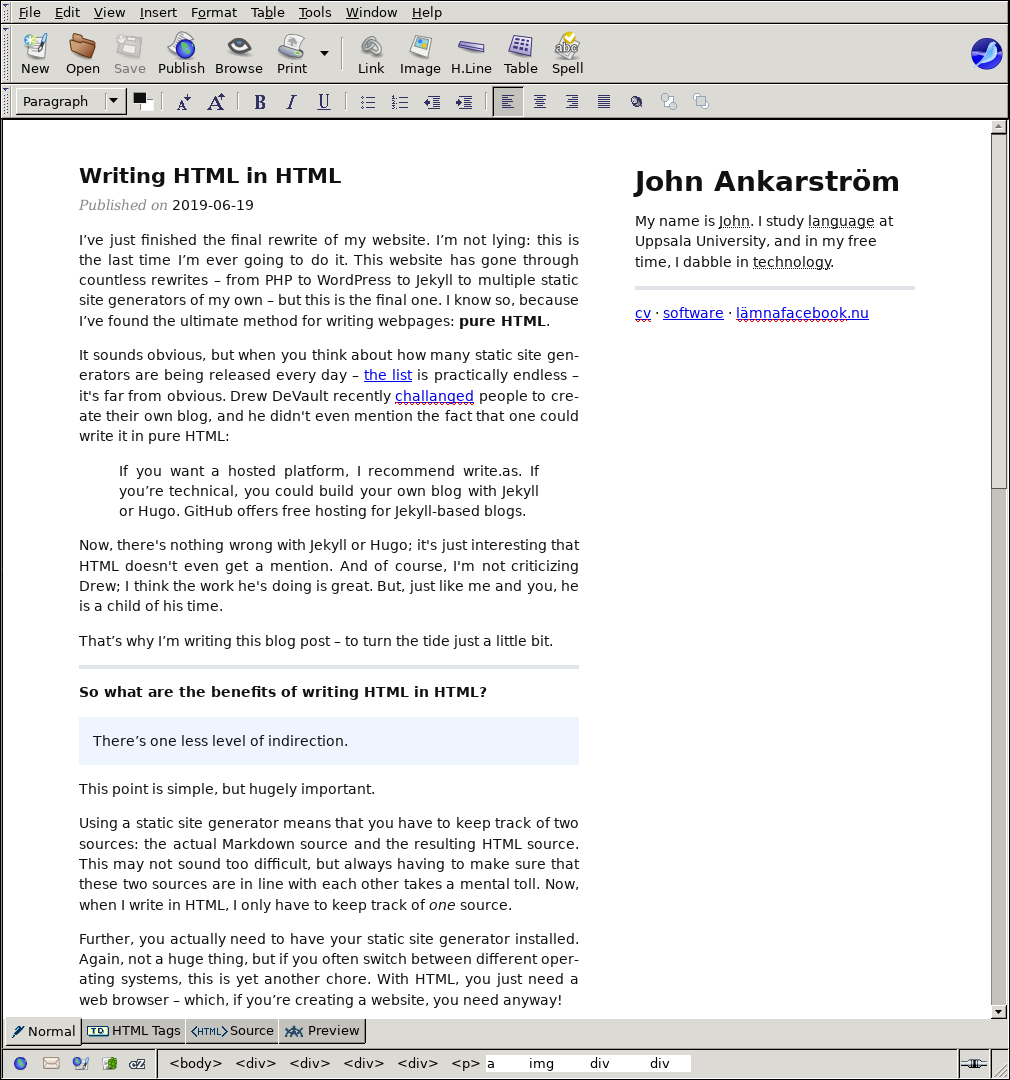 File Edit View Insert Format Table Tools Window Help
New Open Save Publish Browse Print Link Image H.Line Table Spell
Paragraph A A B I U
Writing HTML in HTML
Published on 2019-06-19
I’ve just finished the final rewrite of my website. I’m not lying: this is
the last time I’m ever going to do it. This website has gone through
countless rewrites – from PHP to WordPress to Jekyll to multiple static
site generators of my own – but this is the final one. I know so, because
I’ve found the ultimate method for writing webpages: pure HTML.
It sounds obvious, but when you think about how many static site gen-
erators are being released every day – the list is practically endless –
it's far from obvious. Drew DeVault recently challanged people to cre-
ate their own blog, and he didn't even mention the fact that one could
write it in pure HTML:
If you want a hosted platform, I recommend write.as. If
you’re technical, you could build your own blog with Jekyll
or Hugo. GitHub offers free hosting for Jekyll-based blogs.
Now, there's nothing wrong with Jekyll or Hugo; it's just interesting that
HTML doesn't even get a mention. And of course, I'm not criticizing
Drew; I think the work he's doing is great. But, just like me and you, he
is a child of his time.
That’s why I’m writing this blog post – to turn the tide just a little bit.
So what are the benefits of writing HTML in HTML?
There’s one less level of indirection.
This point is simple, but hugely important.
Using a static site generator means that you have to keep track of two
sources: the actual Markdown source and the resulting HTML source.
This may not sound too difficult, but always having to make sure that
these two sources are in line with each other takes a mental toll. Now,
when I write in HTML, I only have to keep track of one source.
Further, you actually need to have your static site generator installed.
Again, not a huge thing, but if you often switch between different oper-
ating systems, this is yet another chore. With HTML, you just need a
web browser – which, if you’re creating a website, you need anyway!
John Ankarström
My name is John. I study language at
Uppsala University, and in my free
time, I dabble in technology.
cv · software · lämnafacebook.nu
Normal TD HTML Tags <HTML> Source Preview
cZ <body> <div> <div> <div> <div> <p> a img div div